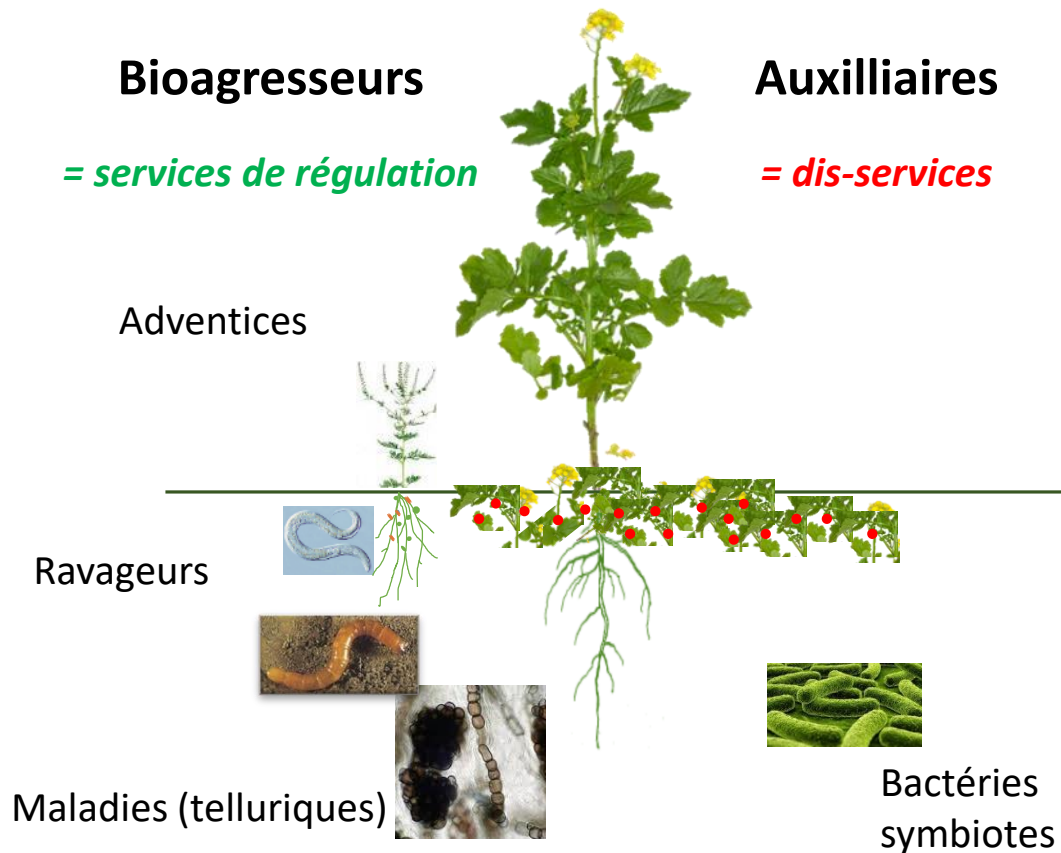 Bioagresseurs
= services de régulation
Auxilliaires
= dis-services
Adventices
Ravageurs
Maladies (telluriques)
Bactéries
symbiotes